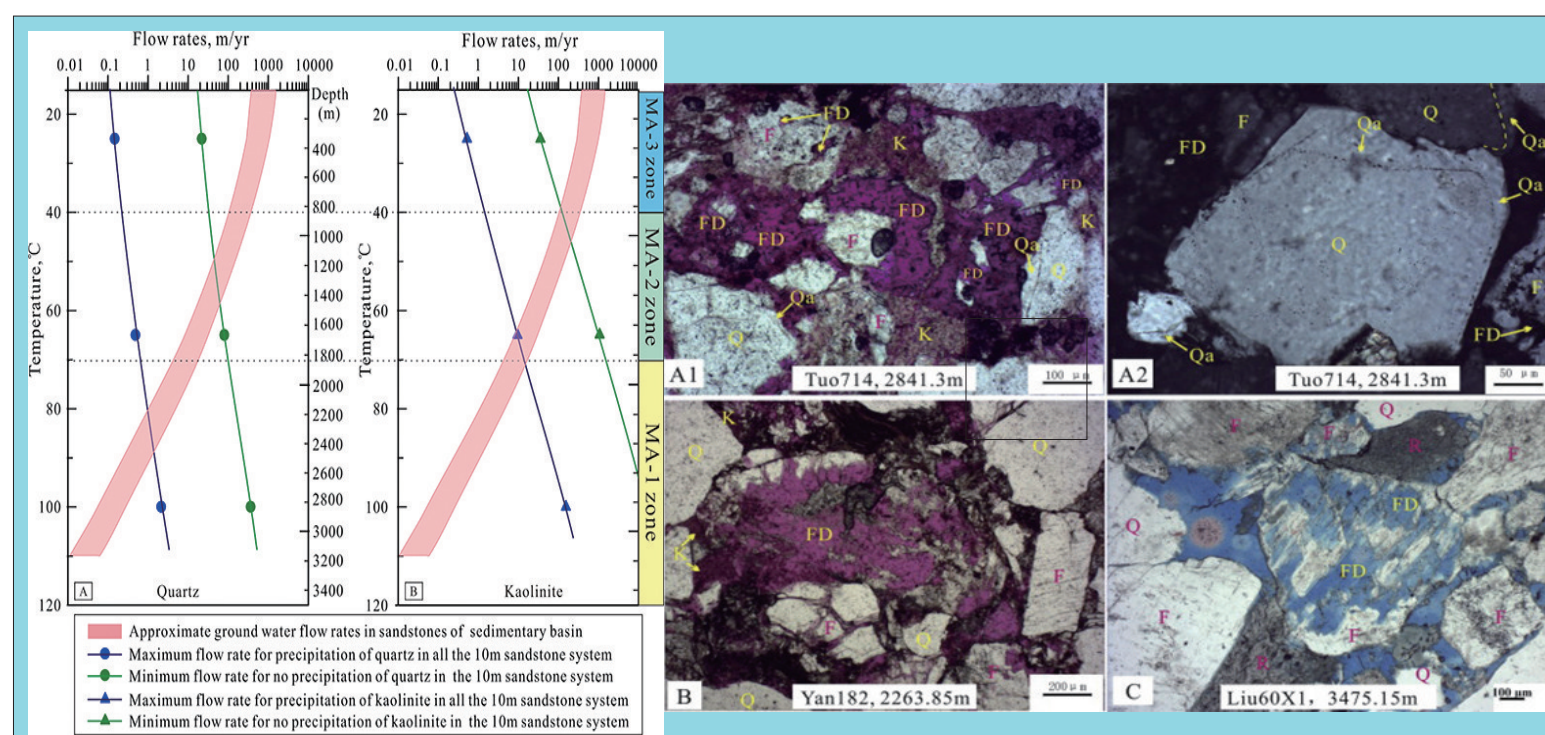 Flow rates, m/yr
0.01 0.1 1 10 100 1000 10000
Depth
(m)
20
40
60
80
100
120
Temperature, ℃
400
600
800
1000
1200
1400
1600
1800
2000
2200
2400
2600
2800
3000
3200
3400
A
Quartz
Flow rates, m/yr
0.01 0.1 1 10 100 1000 10000
20
40
60
80
100
120
Temperature, ℃
B
Kaolinite
MA-3 zone
MA-2 zone
MA-1 zone
Approximate ground water flow rates in sandstones of sedimentary basin
Maximum flow rate for precipitation of quartz in all the 10m sandstone system
Minimum flow rate for no precipitation of quartz in the 10m sandstone system
Maximum flow rate for precipitation of kaolinite in all the 10m sandstone system
Minimum flow rate for no precipitation of kaolinite in the 10m sandstone system
F FD
K
FD
K
FD FD F FD FD
Qa
Q
FD
Qa
Q
F
K
A1
Tuo714, 2841.3m
100 μm
F
FD
Qa
Q
Qa
Qa
Q
F
FD
Qa
A2
Tuo714, 2841.3m
50 μm
K
Q
Q
FD
K
F
F
Q
F
Q
B
Yan182, 2263.85m
200μm
F
F
Q
R
F
Q
FD
FD
F
F
F
R
Q
C
Liu60X1, 3475.15m
100 μm